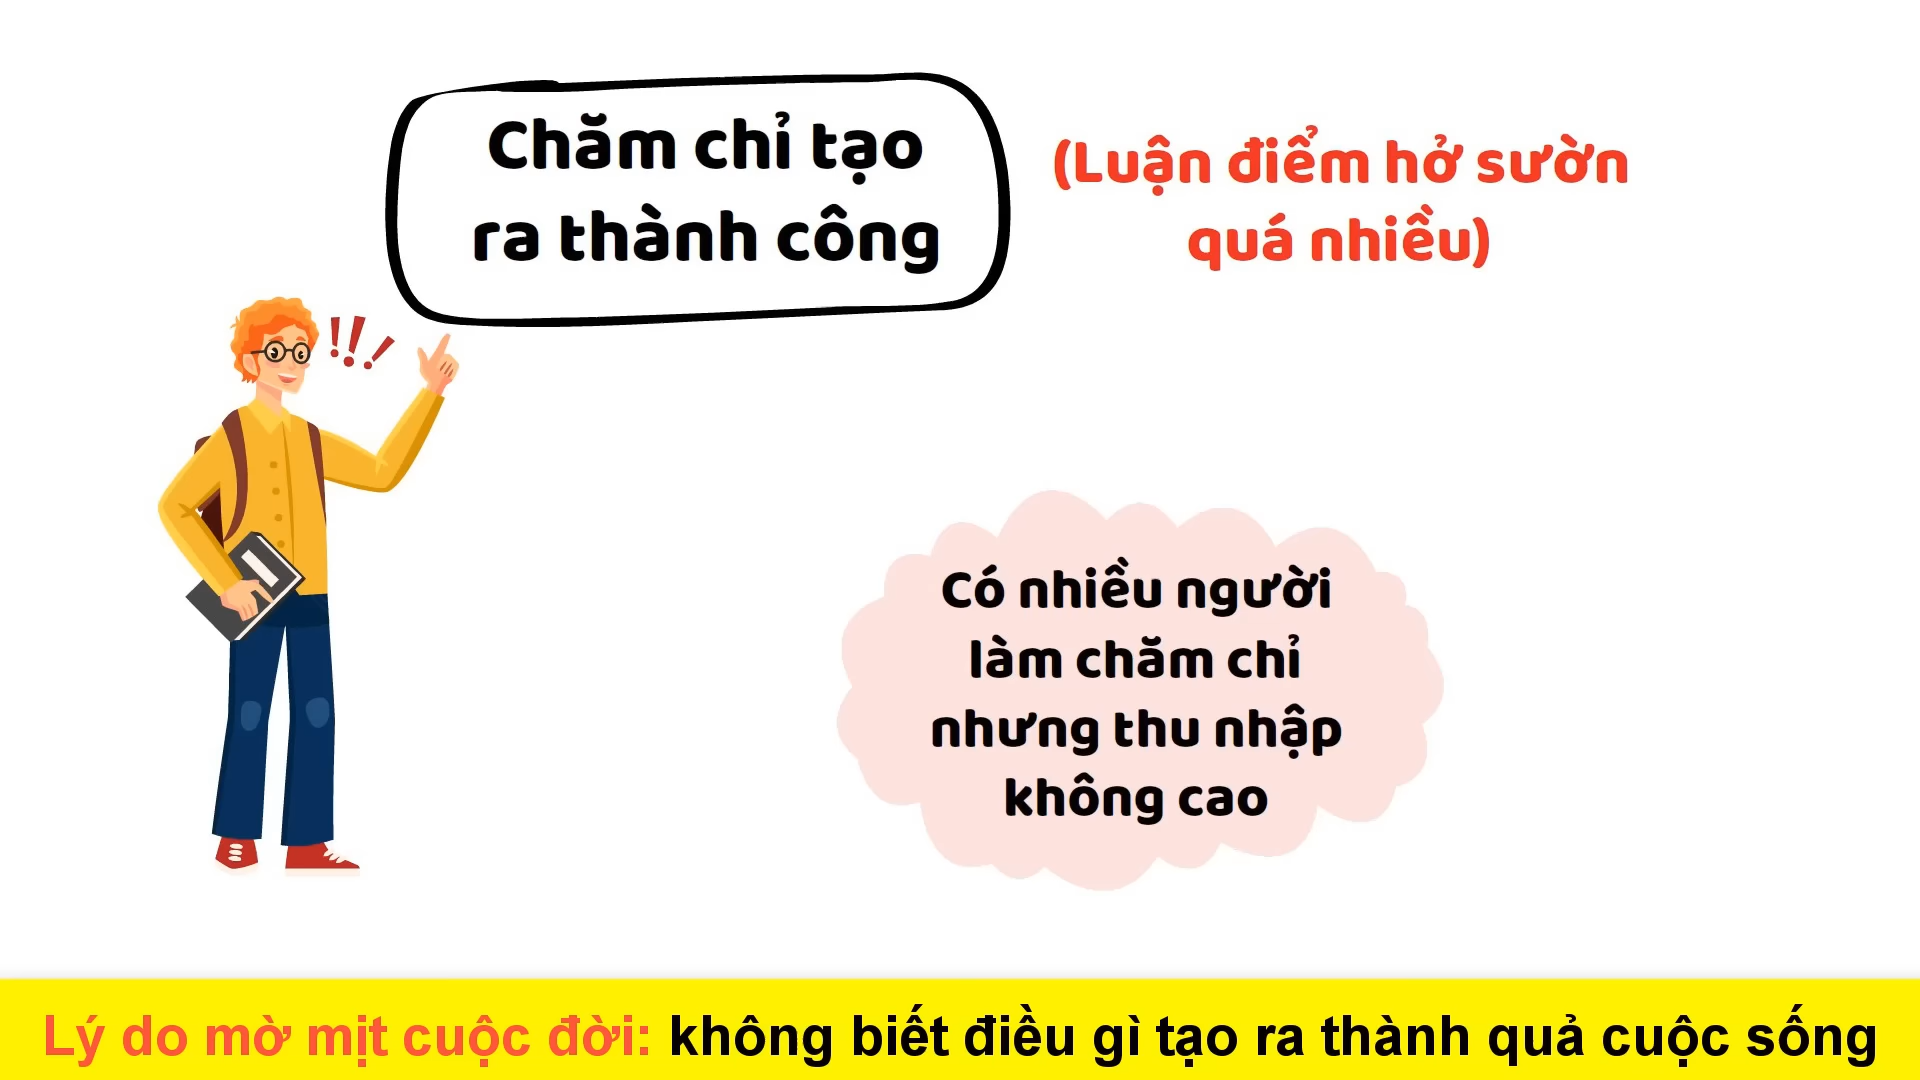 Chăm chỉ tạo
ra thành công
(Luận điểm hở sườn
quá nhiều)
Có nhiều người
làm chăm chỉ
nhưng thu nhập
không cao
Lý do mờ mịt cuộc đời: không biết điều gì tạo ra thành quả cuộc sống